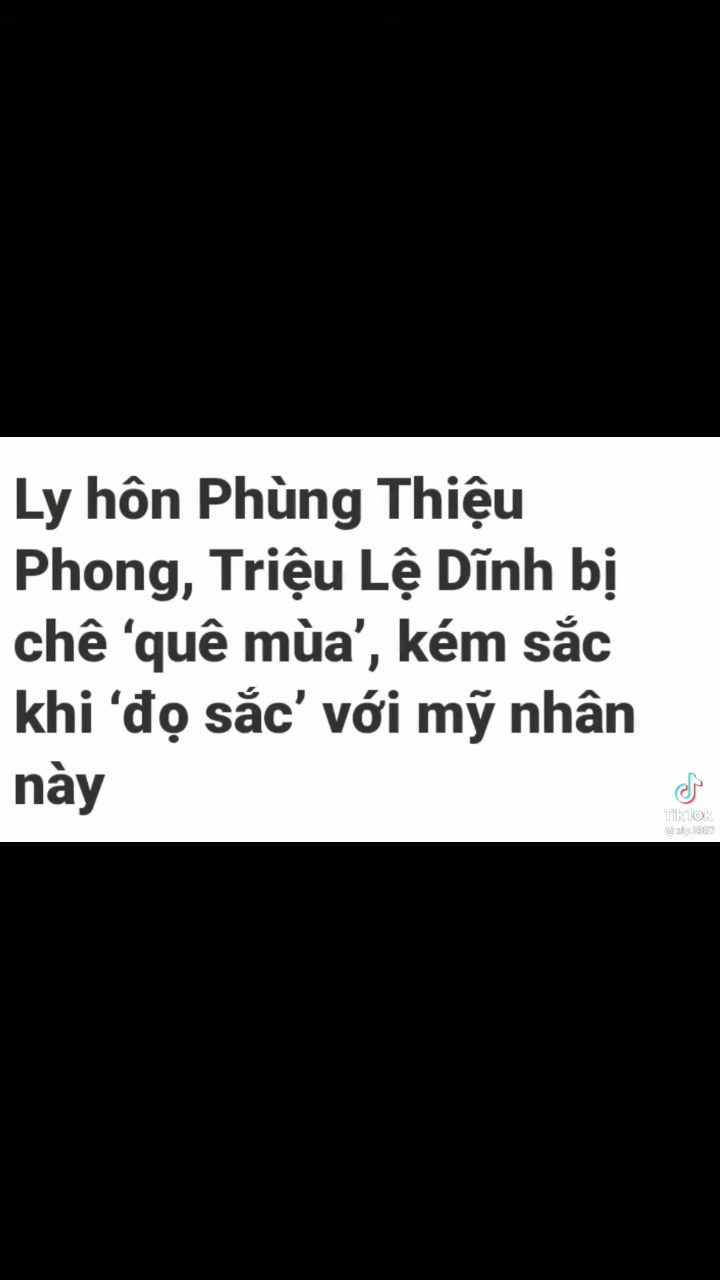 Ly hôn Phùng Thiệu
Phong, Triệu Lệ Dĩnh bị
chê ‘quê mùa’, kém sắc
khi ‘đọ sắc’ với mỹ nhân
này
TikTok